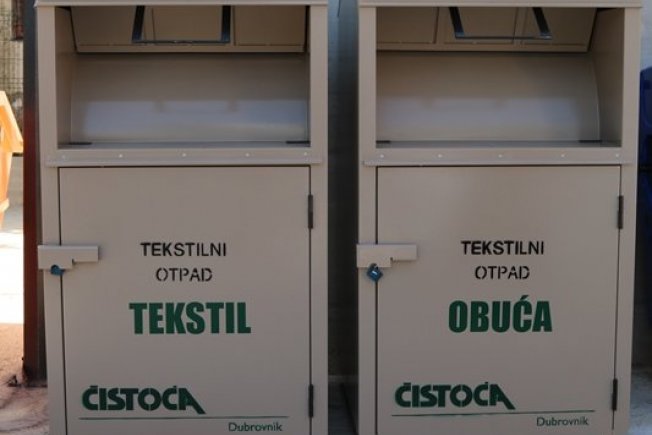 TEKSTILNI
OTPAD
TEKSTIL
ČISTOĆA
Dubrovnik
TEKSTILNI
OTPAD
OBUĆA
ČISTOĆA
Dubrovnik